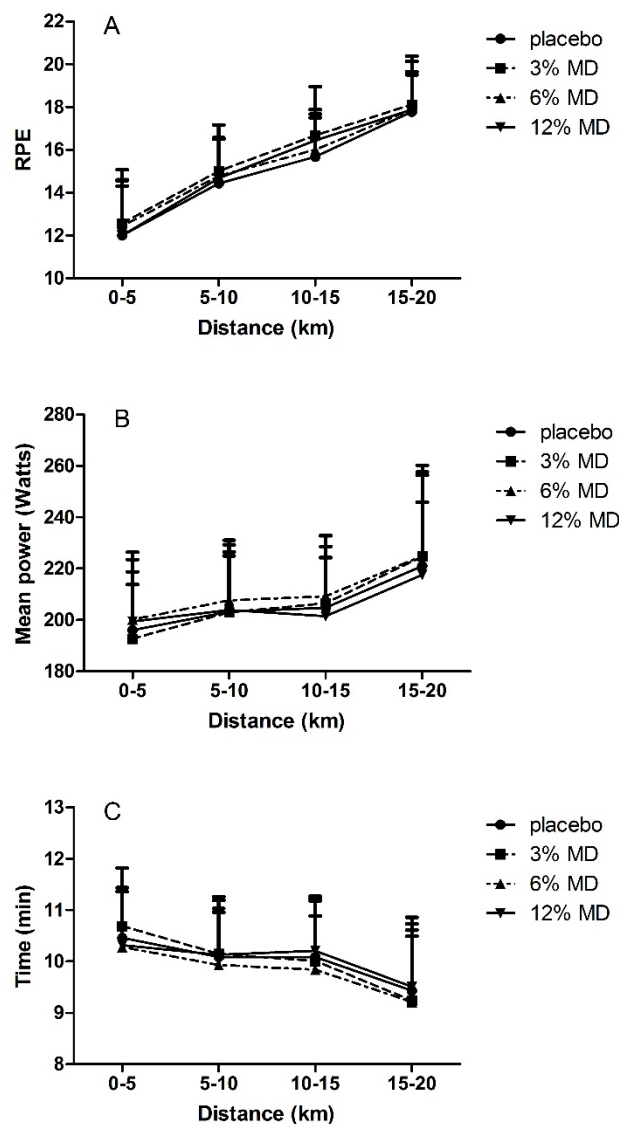 A
placebo
3% MD
6% MD
12% MD
RPE
22
20
18
16
14
12
10
0-5
5-10
10-15
15-20
Distance (km)
B
placebo
3% MD
6% MD
12% MD
Mean power (Watts)
280
260
240
220
200
180
0-5
5-10
10-15
15-20
Distance (km)
C
placebo
3% MD
6% MD
12% MD
Time (min)
13
12
11
10
9
8
0-5
5-10
10-15
15-20
Distance (km)